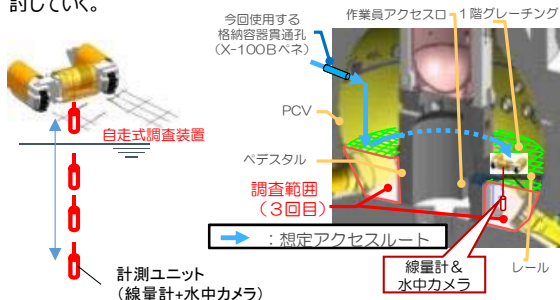 討していく。
今回使用する
格納容器貫通孔
(X-100Bペネ)
作業員アクセスロ
1階グレーチング
PCV
自走式調査装置
ペデスタル
調査範囲
(3回目)
：想定アクセスルート
線量計&
水中カメラ
レール
計測ユニット
(線量計+水中カメラ)